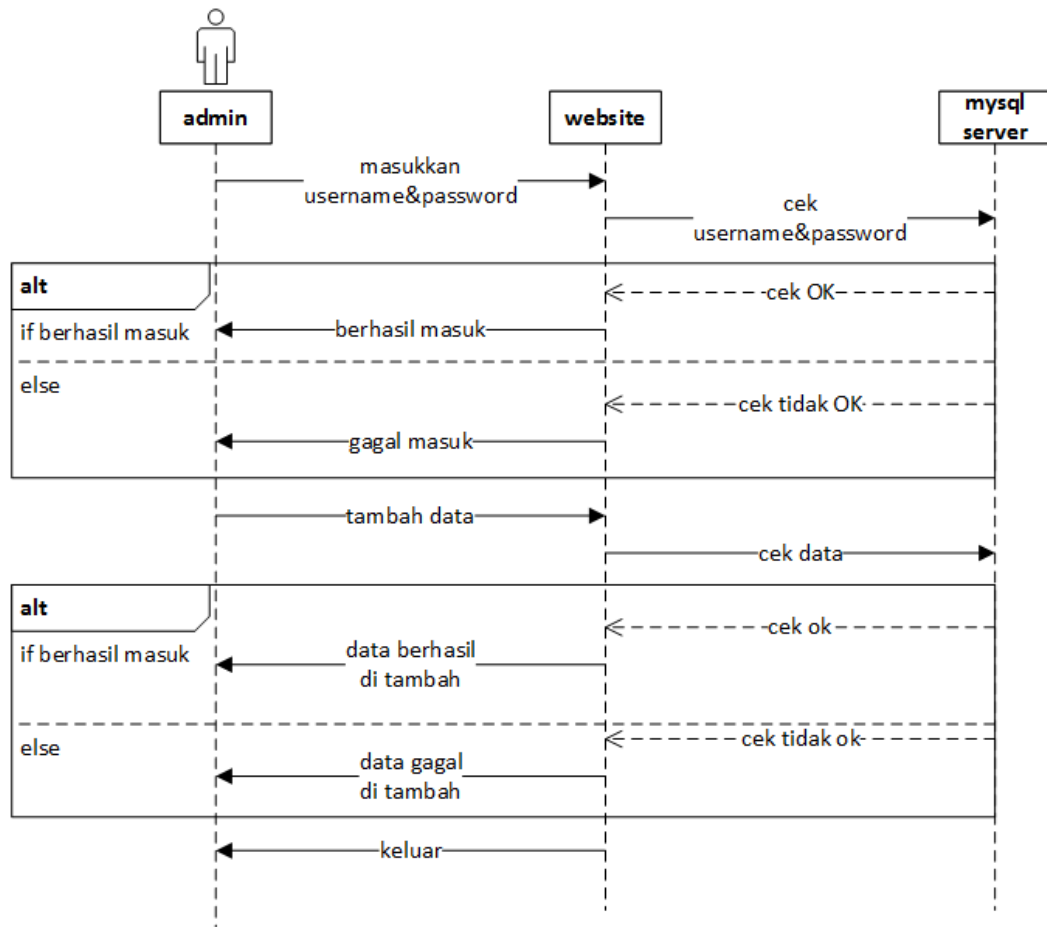 admin
website
mysql
server
masukkan
username&password
cek
username&password
alt
cek OK
if berhasil masuk
berhasil masuk
else
cek tidak OK
gagal masuk
tambah data
cek data
alt
cek ok
if berhasil masuk
data berhasil
di tambah
else
cek tidak ok
data gagal
di tambah
keluar